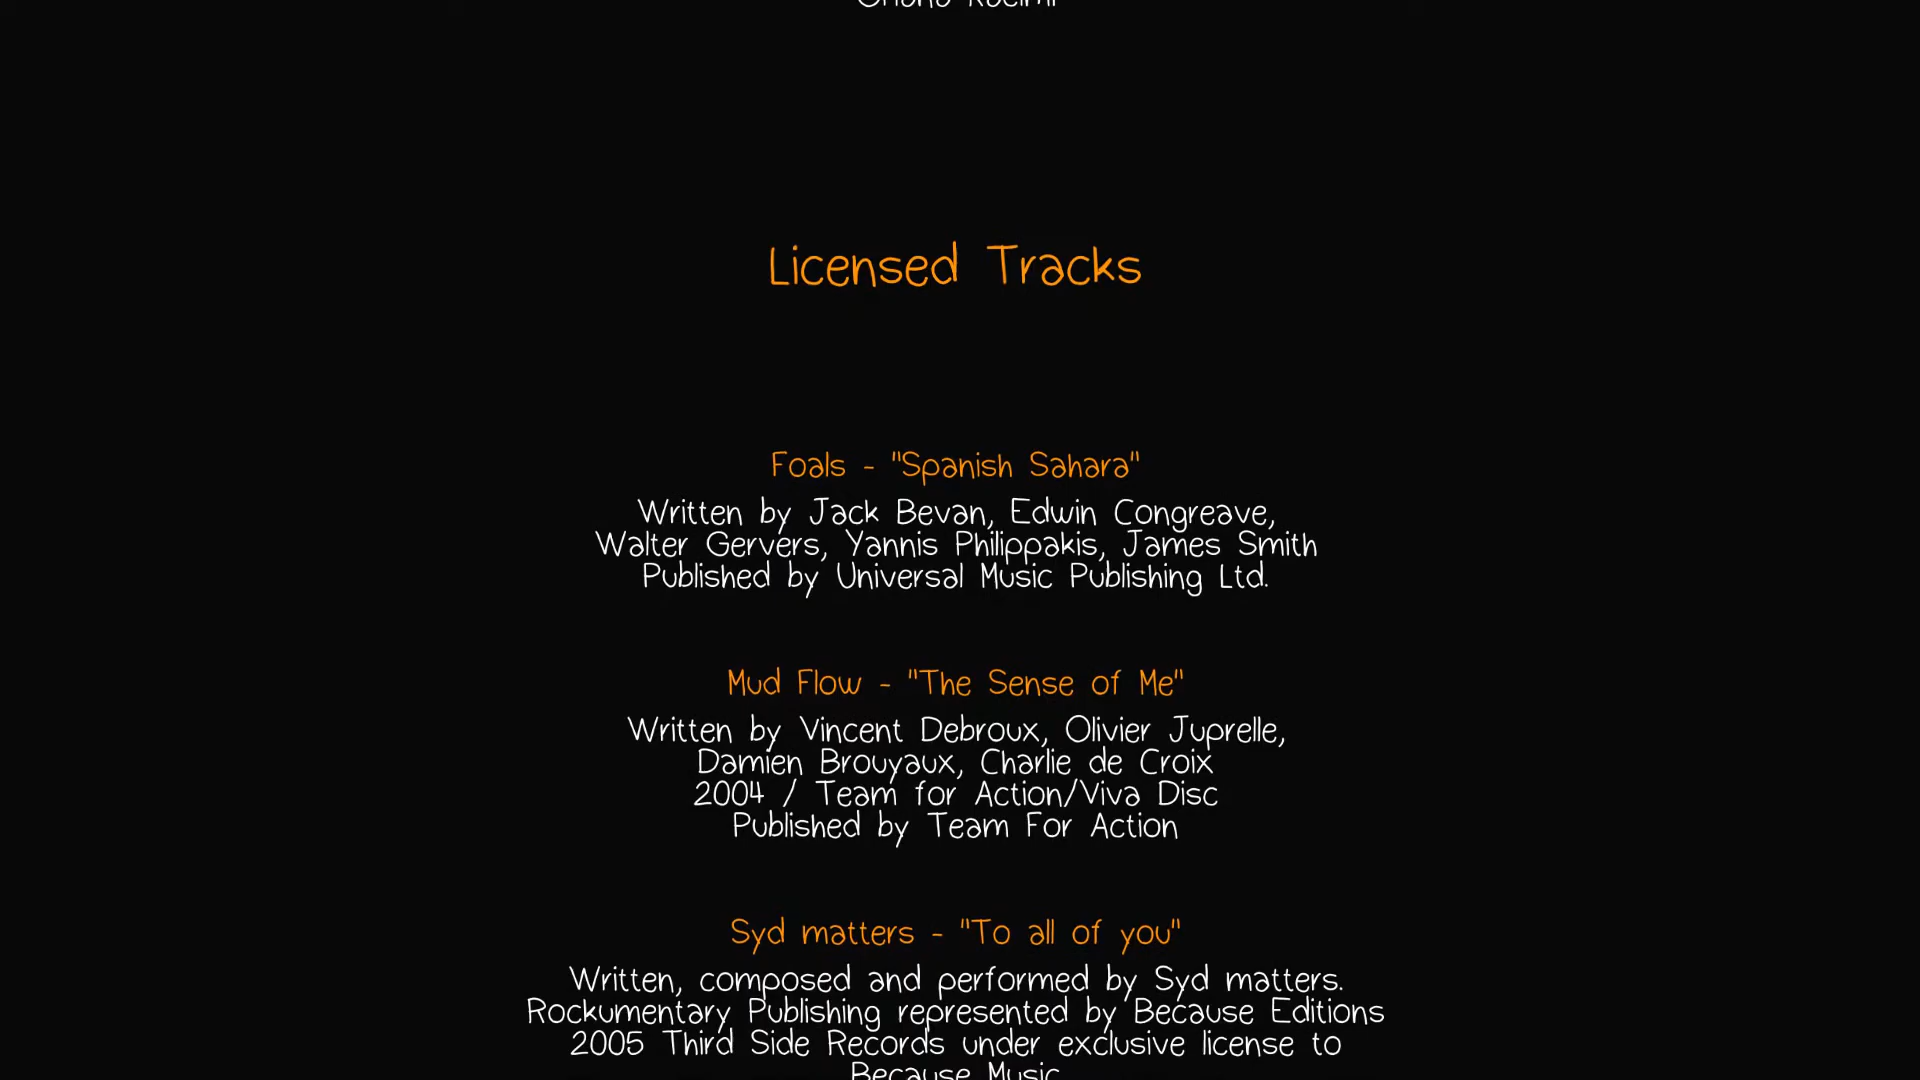 Licensed Tracks
Foals - "Spanish Sahara"
Written by Jack Bevan, Edwin Congreave,
Walter Gervers, Yannis Philippakis, James Smith
Published by Universal Music Publishing Ltd.
Mud Flow - "The Sense of Me"
Written by Vincent Debroux, Olivier Juprelle,
Damien Brouyaux, Charlie de Croix
2004 / Team for Action/Viva Disc
Published by Team For Action
Syd matters - "To all of you"
Written, composed and performed by Syd matters.
Rockumentary Publishing represented by Because Editions
2005 Third Side Records under exclusive license to
Because Music